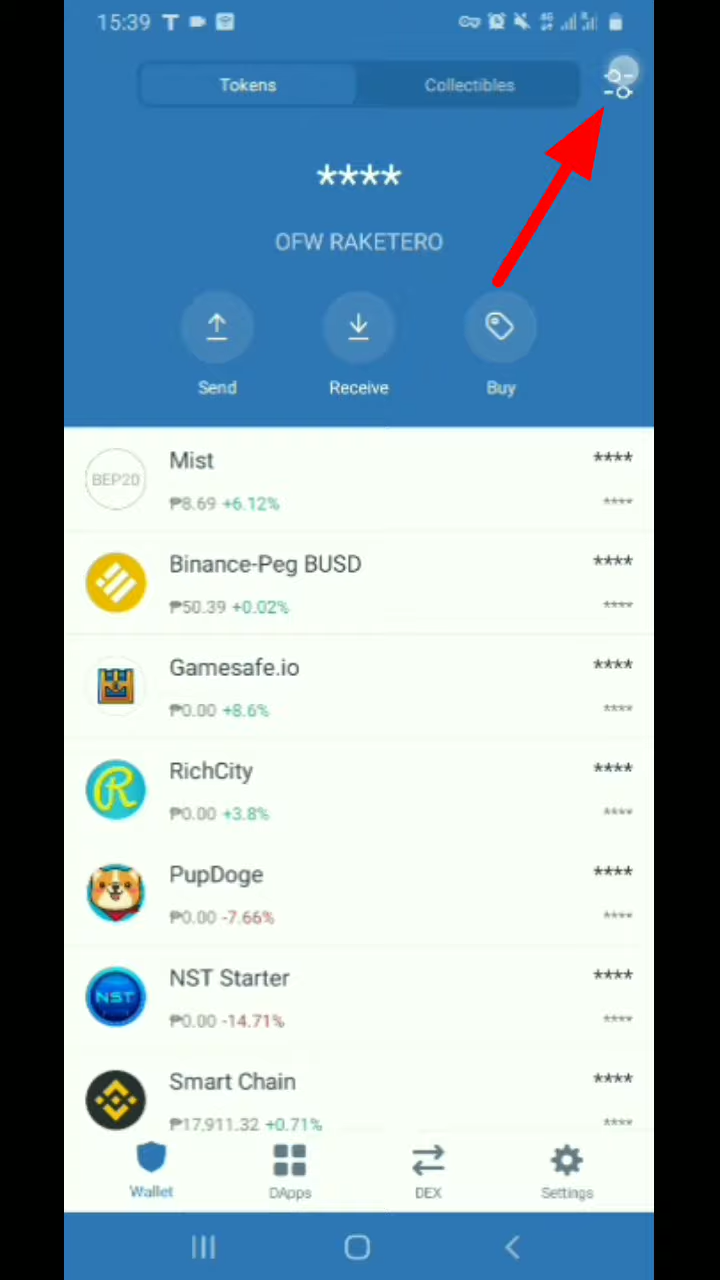 15:39
Tokens
Collectibles
****
OFW RAKETERO
Send
Receive
Buy
BEP20
Mist
****
₱8.69 +6.12%
****
Binance-Peg BUSD
****
₱50.39 +0.02%
****
Gamesafe.io
****
₱0.00 +8.6%
****
RichCity
****
₱0.00 +3.8%
****
PupDoge
****
₱0.00 -7.66%
****
NST
NST Starter
****
₱0.00 -14.71%
****
Smart Chain
****
₱17,911.32 +0.71%
****
Wallet
DApps
DEX
Settings